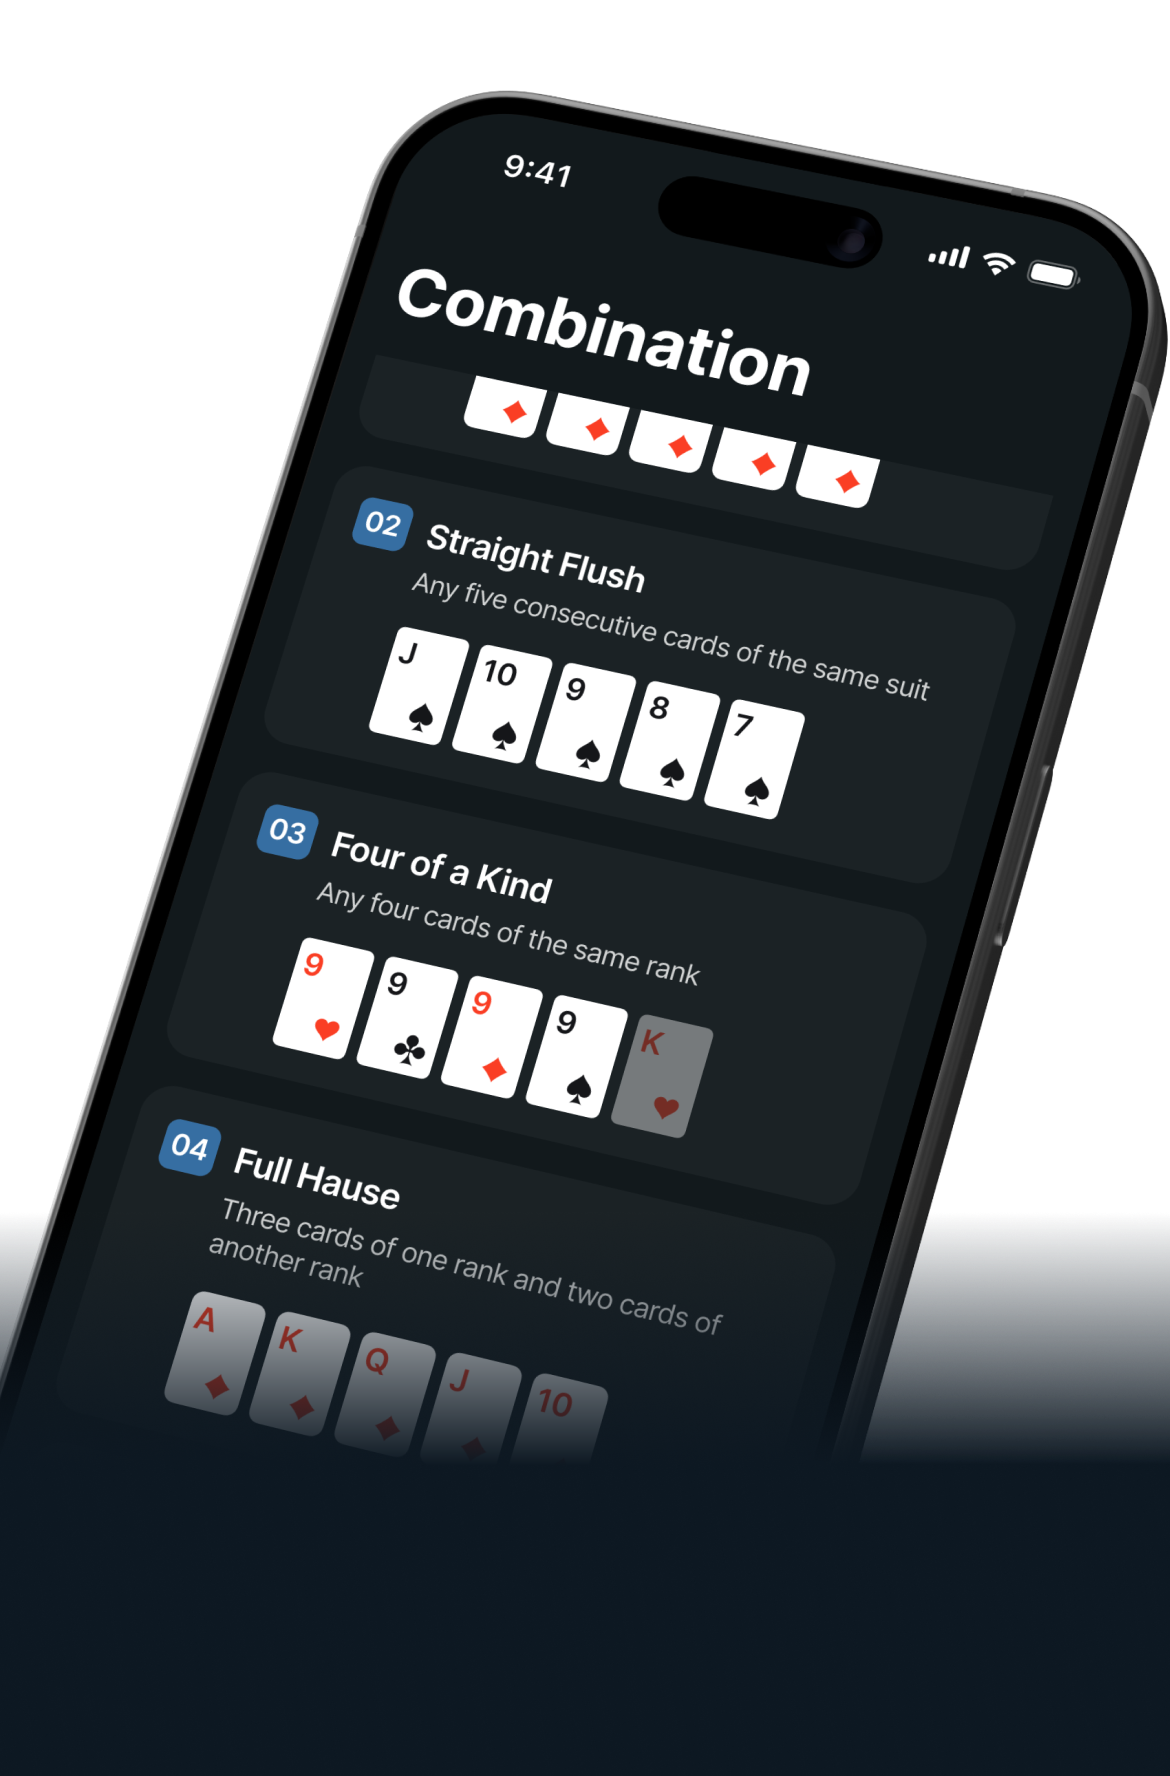 9:41
Combination
02 Straight Flush
Any five consecutive cards of the same suit
J 10 9 8 7
03 Four of a Kind
Any four cards of the same rank
9 9 9 9 K
04 Full Hause
Three cards of one rank and two cards of
another rank
A K Q J 10